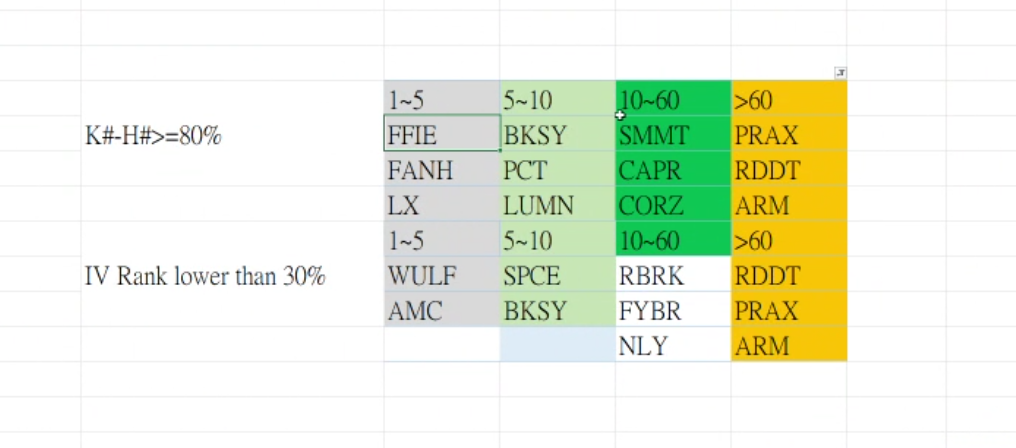 1~5 5~10 10~60 >60
K#-H#>=80% FFIE BKSY SMMT PRAX
FANH PCT CAPR RDDT
LX LUMN CORZ ARM
1~5 5~10 10~60 >60
IV Rank lower than 30% WULF SPCE RBRK RDDT
AMC BKSY FYBR PRAX
NLY ARM